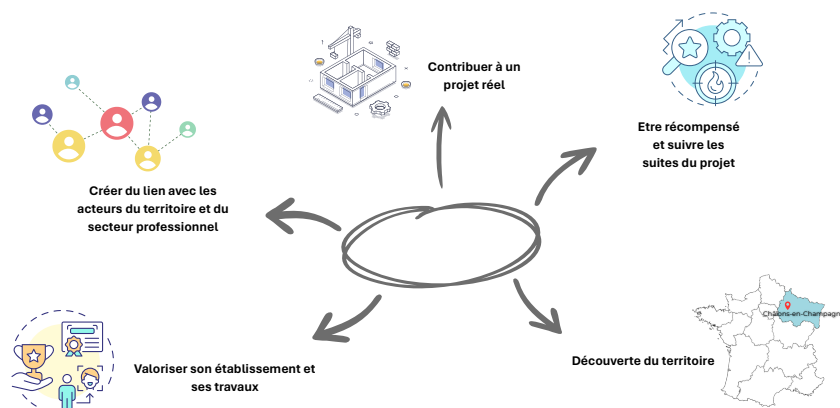 Contribuer à un
projet réel
Etre récompensé
et suivre les
suites du projet
Créer du lien avec les
acteurs du territoire et du
secteur professionnel
Châlons-en-Champagn
Découverte du territoire
Valoriser son établissement et
ses travaux